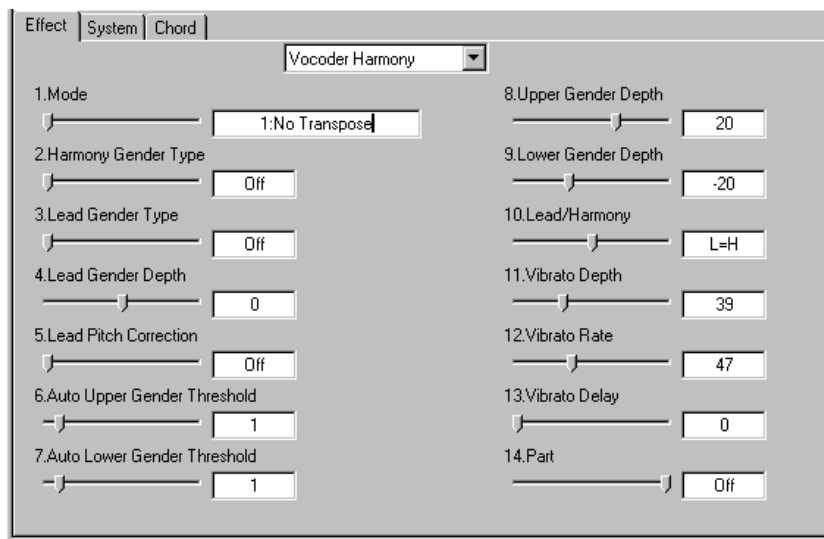 Effect System Chord
Vocoder Harmony
1.Mode
1:No Transpose
2.Harmony Gender Type
Off
3.Lead Gender Type
Off
4.Lead Gender Depth
0
5.Lead Pitch Correction
Off
6.Auto Upper Gender Threshold
1
7.Auto Lower Gender Threshold
1
8.Upper Gender Depth
20
9.Lower Gender Depth
-20
10.Lead/Harmony
L=H
11.Vibrato Depth
39
12.Vibrato Rate
47
13.Vibrato Delay
0
14.Part
Off